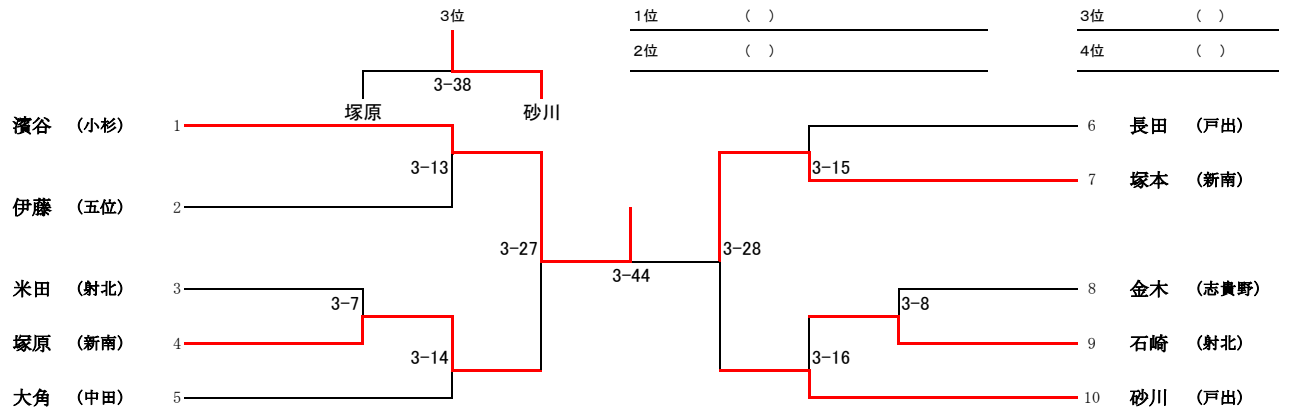 3位
1位 ( )
3位 ( )
2位 ( )
4位 ( )
3-38
塚原 砂川
濱谷 (小杉) 1
6 長田 (戸出)
3-13
3-15
7 塚本 (新南)
伊藤 (五位) 2
3-27
3-28
3-44
米田 (射北) 3
8 金木 (志貴野)
3-7
3-8
塚原 (新南) 4
9 石崎 (射北)
3-14
3-16
大角 (中田) 5
10 砂川 (戸出)